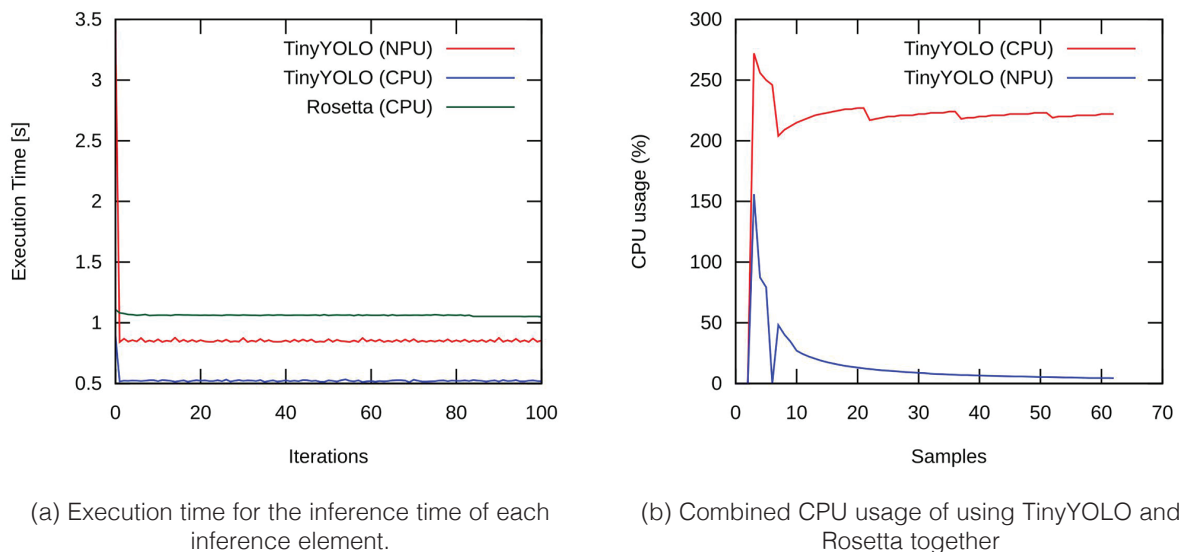 3.5
3
2.5
2
1.5
1
0.5
0 20 40 60 80 100
Execution Time [s]
Iterations
TinyYOLO (NPU)
TinyYOLO (CPU)
Rosetta (CPU)
(a) Execution time for the inference time of each
inference element.
300
250
200
150
100
50
0
0 10 20 30 40 50 60 70
CPU usage (%)
Samples
TinyYOLO (CPU)
TinyYOLO (NPU)
(b) Combined CPU usage of using TinyYOLO and
Rosetta together